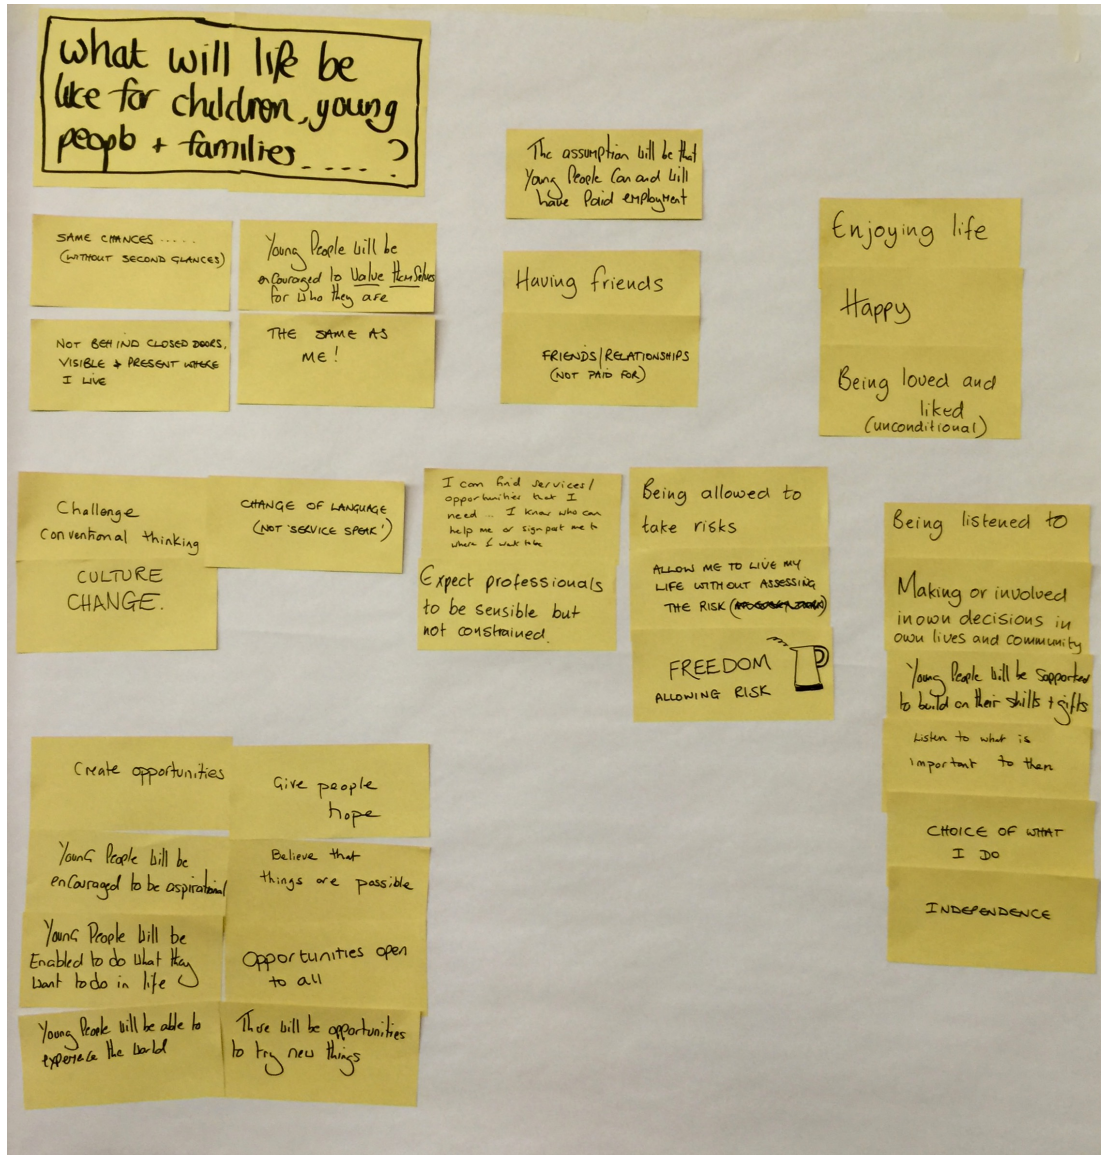 what will life be
like for children, young
people + families.....?
SAME CHANCES.....
(WITHOUT SECOND GLANCES)
Young People will be
encouraged to Value themselves
for who they are
NOT BEHIND CLOSED DOORS,
VISIBLE + PRESENT WHERE
I LIVE
THE SAME AS
ME!
The assumption will be that
Young People Can and will
have Paid employment
Having friends
FRIENDS/RELATIONSHIPS
(NOT PAID FOR)
Enjoying life
Happy
Being loved and
liked
(unconditional)
Challenge
conventional thinking
CULTURE
CHANGE.
CHANGE OF LANGUAGE
(NOT 'SERVICE SPEAK')
I can find services/
opportunities that I
need... I know who can
help me or signpost me to
where I
Expect professionals
to be sensible but
not constrained.
Being allowed to
take risks
ALLOW ME TO LIVE MY
LIFE WITHOUT ASSESSING
THE RISK
FREEDOM
ALLOWING RISK
Being listened to
Making or involved
in own decisions in
own lives and community
Young People will be supported
to build on their skills + gifts
Listen to what is
important to them
CHOICE OF WHAT
I DO
INDEPENDENCE
Create opportunities
Young People will be
encouraged to be aspirational
Young People will be
Enabled to do what they
want to do in life
Young People will be able to
experience the world
Give people
hope
Believe that
things are possible
Opportunities open
to all
There will be opportunities
to try new things